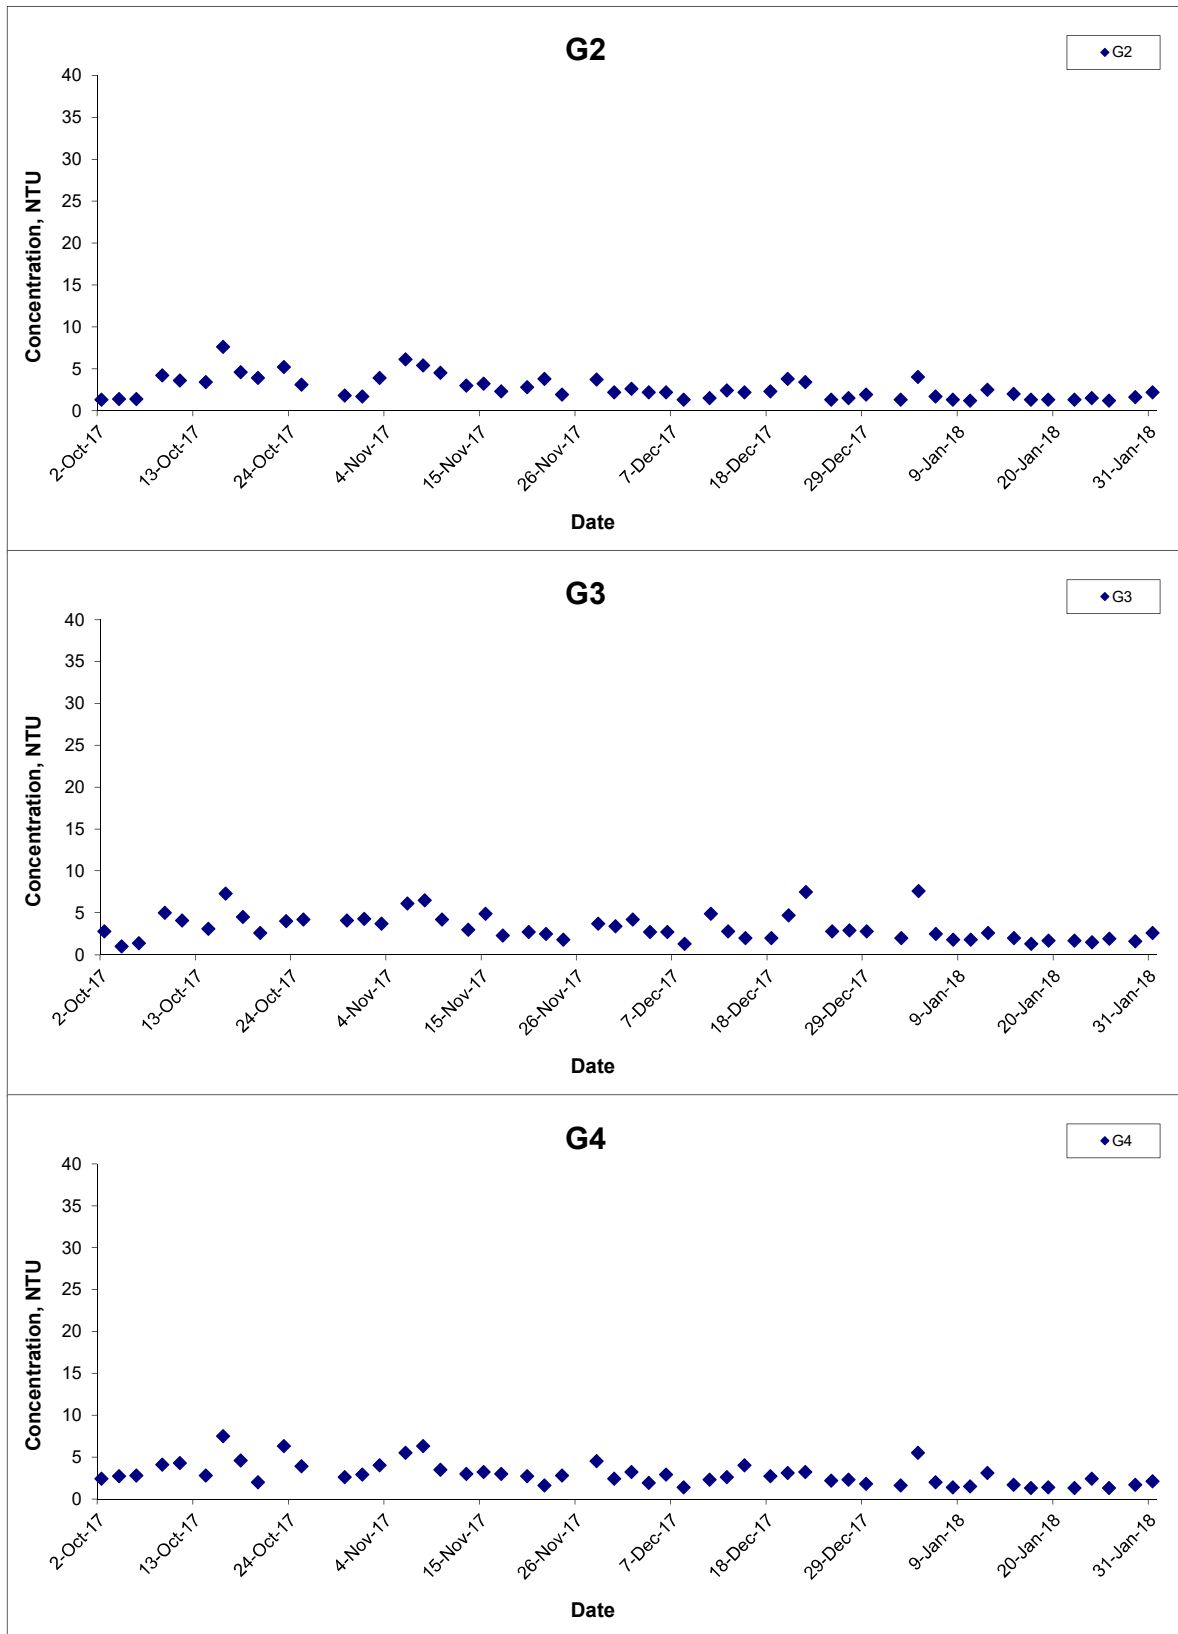 G2
G2
40
35
30
25
20
15
10
5
0
Concentration, NTU
2-Oct-17
13-Oct-17
24-Oct-17
4-Nov-17
15-Nov-17
26-Nov-17
7-Dec-17
18-Dec-17
29-Dec-17
9-Jan-18
20-Jan-18
31-Jan-18
Date
G3
G3
40
35
30
25
20
15
10
5
0
Concentration, NTU
2-Oct-17
13-Oct-17
24-Oct-17
4-Nov-17
15-Nov-17
26-Nov-17
7-Dec-17
18-Dec-17
29-Dec-17
9-Jan-18
20-Jan-18
31-Jan-18
Date
G4
G4
40
35
30
25
20
15
10
5
0
Concentration, NTU
2-Oct-17
13-Oct-17
24-Oct-17
4-Nov-17
15-Nov-17
26-Nov-17
7-Dec-17
18-Dec-17
29-Dec-17
9-Jan-18
20-Jan-18
31-Jan-18
Date